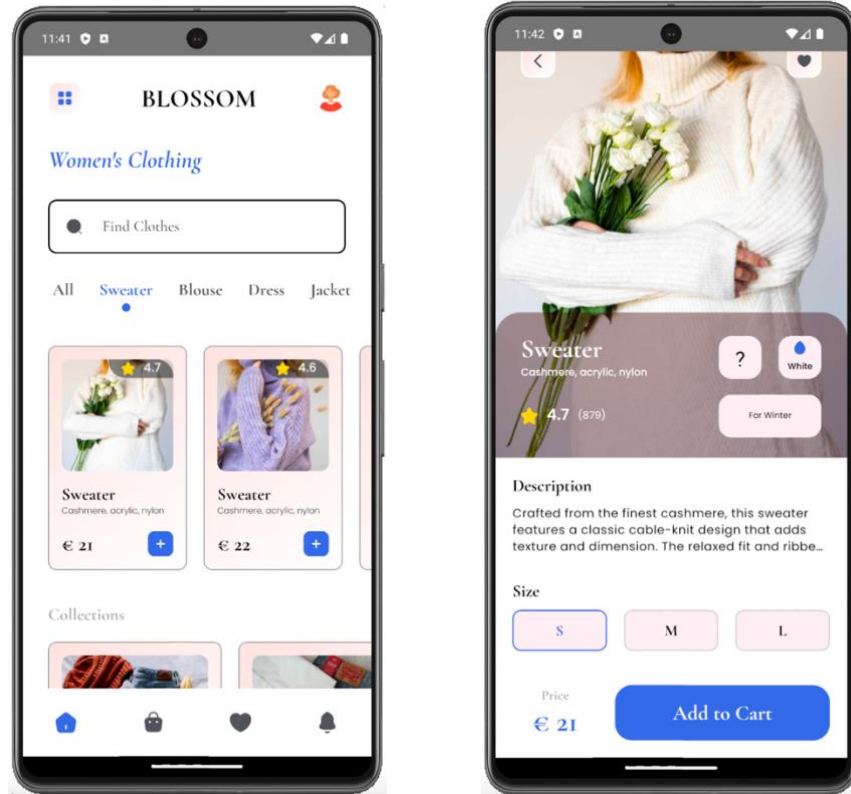 11:41
BLOSSOM
Women's Clothing
Find Clothes
All Sweater Blouse Dress Jacket
4.7
4.6
Sweater
Cashmere, acrylic, nylon
€ 21
+
Sweater
Cashmere, acrylic, nylon
€ 22
+
Collections
11:42
Sweater
Cashmere, acrylic, nylon
?
White
4.7 (879)
For Winter
Description
Crafted from the finest cashmere, this sweater
features a classic cable-knit design that adds
texture and dimension. The relaxed fit and ribbe...
Size
S M L
Price
€ 21
Add to Cart